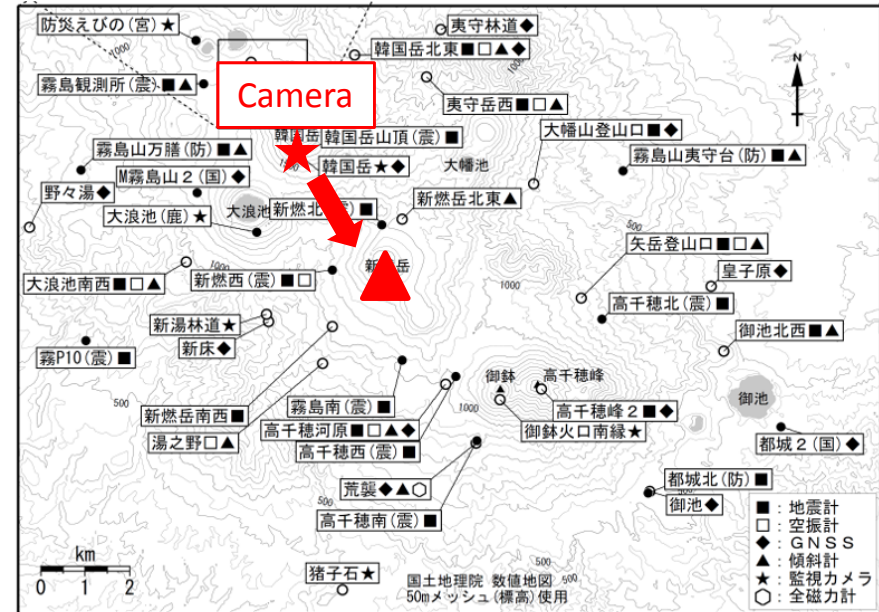 防災えびの(宮)★
夷守林道◆
韓国岳北東■□▲◆
N
霧島観測所(震)■▲
Camera
夷守岳西■□▲
1000
1000
大幡山登山口■◆
韓国岳山頂(震)■
霧島山万膳(防)■▲
韓国岳★◆
大幡池
霧島山夷守台(防)■▲
M霧島山2(国)◆
野々湯◆
大浪池
新燃岳北東▲
大浪池(鹿)★
500
矢岳登山口■□▲
皇子原◆
大浪池南西■□▲
1000
新燃西(震)■□
1000
高千穂北(震)■
新湯林道★
御池北西■▲
新床◆
霧P10(震)■
御鉢
高千穂峰
御池
500
新燃岳南西■
霧島南(震)■
1000
高千穂峰2■◆
湯之野□▲
高千穂河原■□▲◆
御鉢火口南縁★
高千穂西(震)■
都城2(国)◆
荒襲◆▲⬡
都城北(防)■
御池◆
500
高千穂南(震)■
■:地震計
□:空振計
◆:GNSS
▲:傾斜計
★:監視カメラ
⬡:全磁力計
km
0 1 2
猪子石★
500
国土地理院 数値地図
50mメッシュ(標高)使用
500